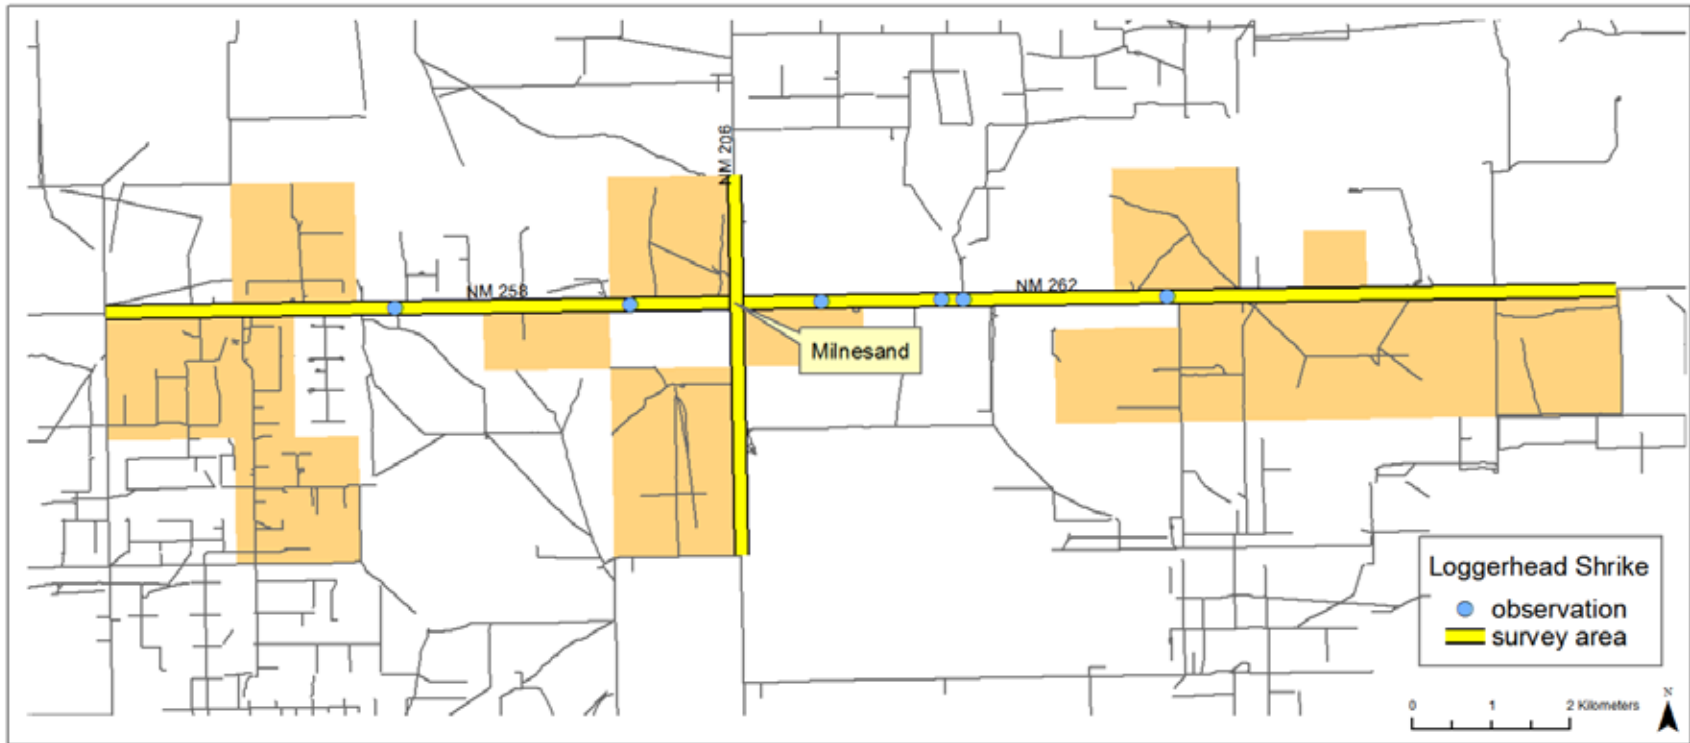 NM 206
NM 258
NM 262
Milnesand
Loggerhead Shrike
observation
survey area
0 1 2 Kilometers
N